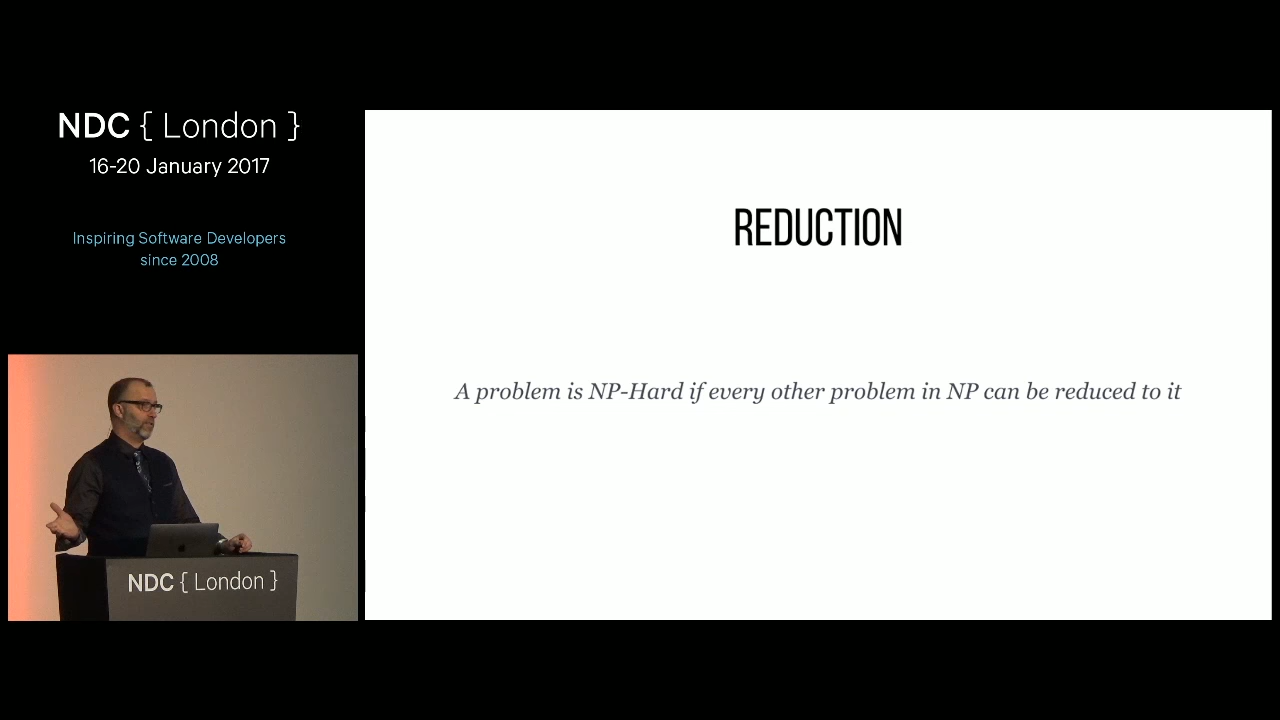 NDC { London }
16-20 January 2017
Inspiring Software Developers
since 2008
REDUCTION
A problem is NP-Hard if every other problem in NP can be reduced to it
NDC { London }